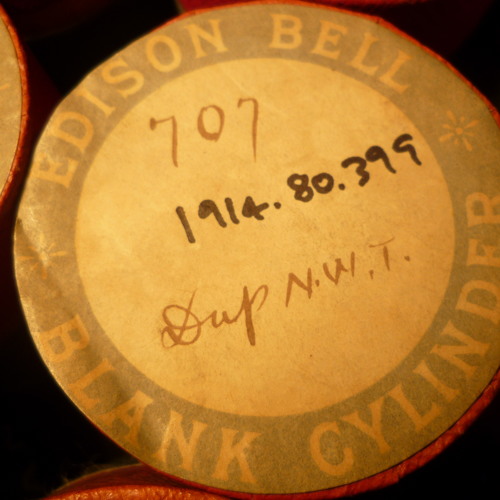 EDISON BELL
707
1914.80.399
Dup N.W.T.
BLANK CYLINDER